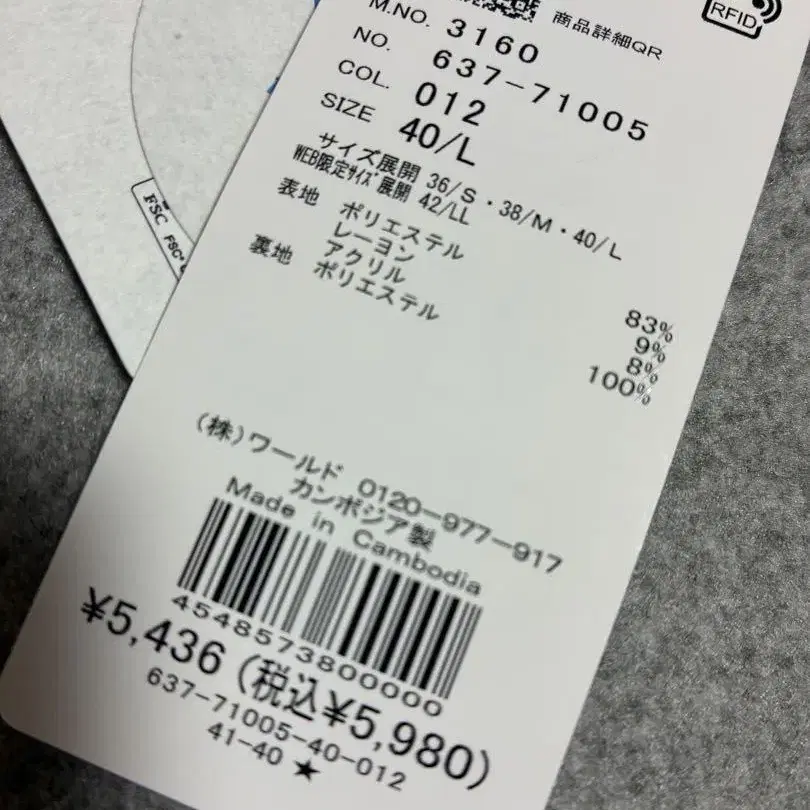 商品詳細QR
RFID
M.NO. 3160
NO. 637-71005
COL. 012
SIZE 40/L
サイズ展開 36/S・38/M・40/L
WEB限定サイズ展開 42/LL
表地 ポリエステル 83%
レーヨン 9%
アクリル 8%
裏地 ポリエステル 100%
(株)ワールド 0120-977-917
カンボジア製
Made in Cambodia
4548573800000
¥5,436(税込¥5,980)
637-71005-40-012
41-40 ★
FSC